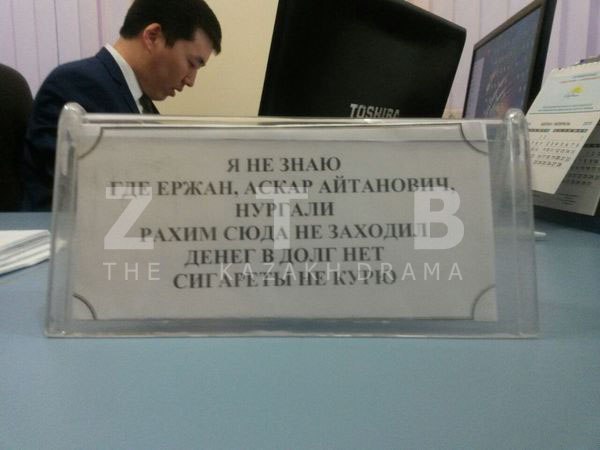 TOSHIBA
Я НЕ ЗНАЮ
ГДЕ ЕРЖАН, АСКАР АЙТАНОВИЧ,
НУРГАЛИ
РАХИМ СЮДА НЕ ЗАХОДИЛ
ДЕНЕГ В ДОЛГ НЕТ
СИГАРЕТЫ НЕ КУРЮ
ZTB
THE KAZAKH DRAMA